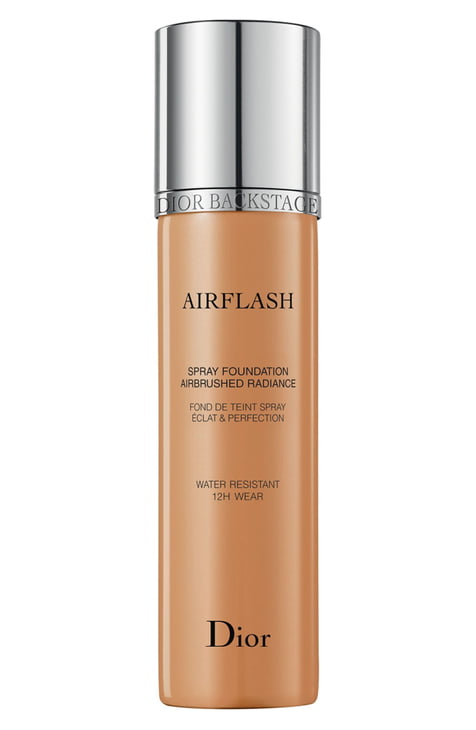 DIOR BACKSTAGE
AIRFLASH
SPRAY FOUNDATION
AIRBRUSHED RADIANCE
FOND DE TEINT SPRAY
ÉCLAT & PERFECTION
WATER RESISTANT
12H WEAR
Dior